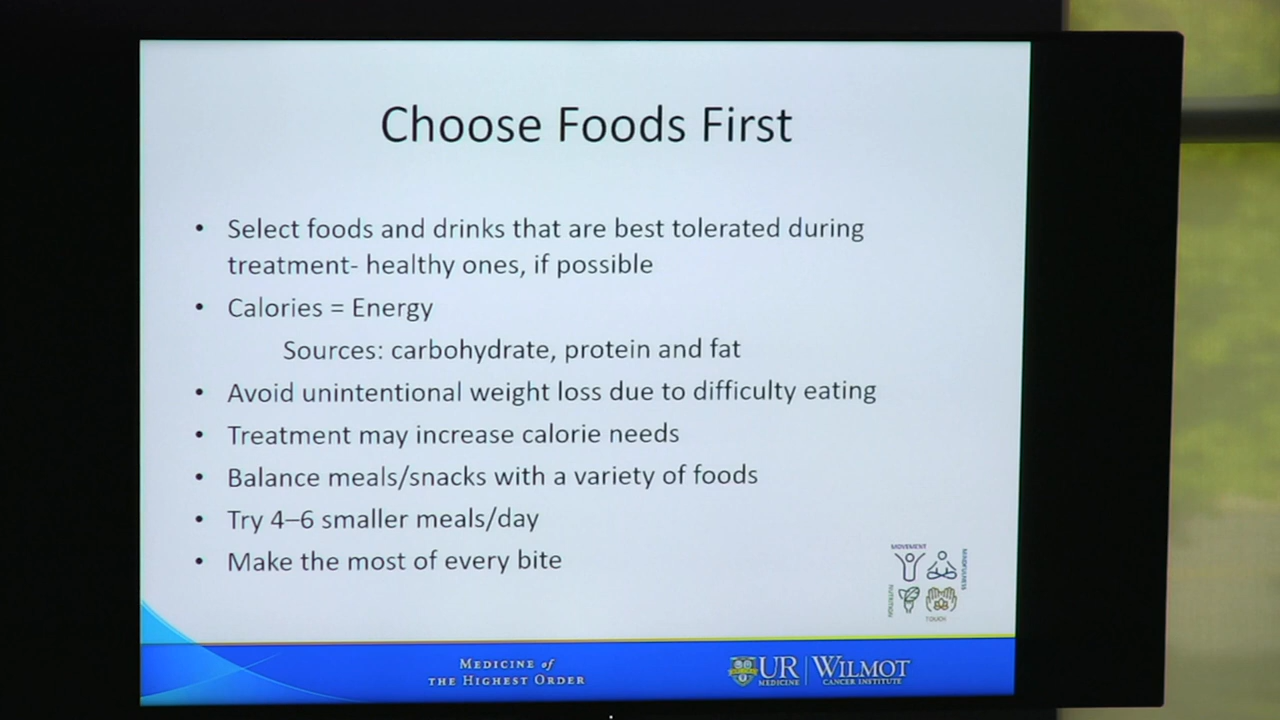 Choose Foods First
• Select foods and drinks that are best tolerated during
treatment- healthy ones, if possible
• Calories = Energy
Sources: carbohydrate, protein and fat
• Avoid unintentional weight loss due to difficulty eating
• Treatment may increase calorie needs
• Balance meals/snacks with a variety of foods
• Try 4–6 smaller meals/day
• Make the most of every bite
MOVEMENT
MINDFULNESS
NUTRITION
TOUCH
MEDICINE of
THE HIGHEST ORDER
UR
MEDICINE
WILMOT
CANCER INSTITUTE